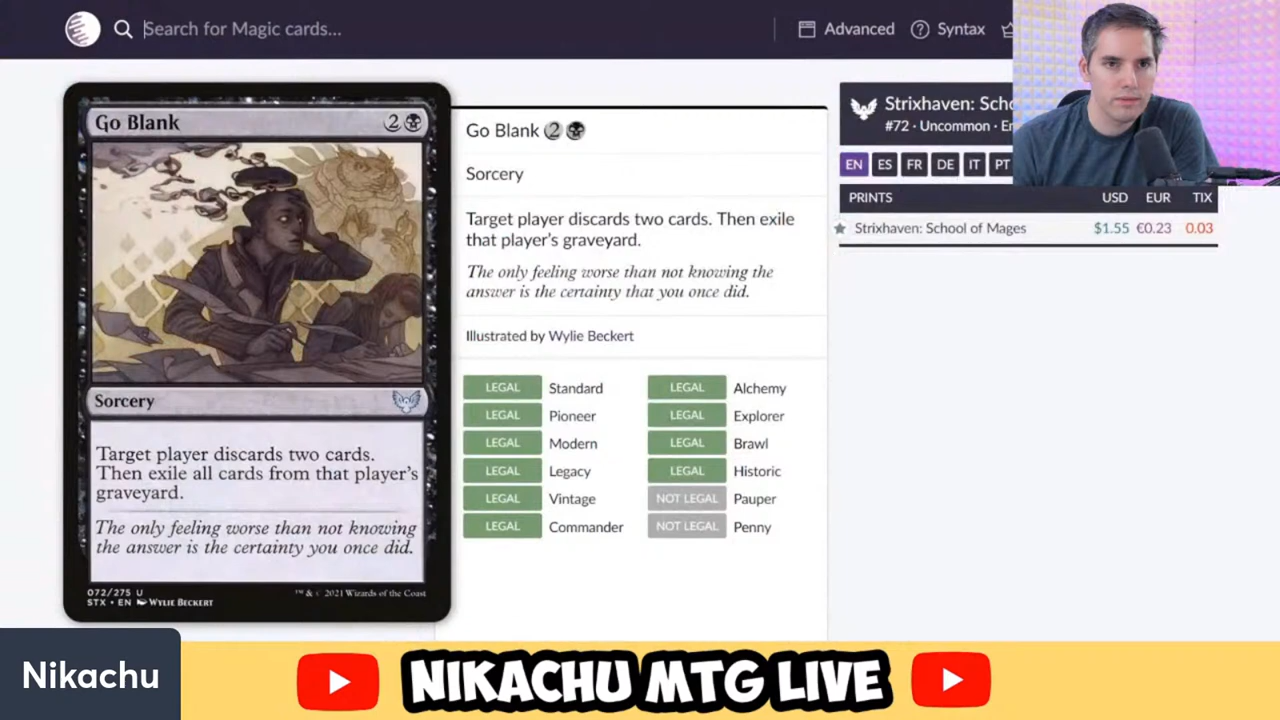 Search for Magic cards...
Advanced
Syntax
Go Blank 2
Sorcery
Target player discards two cards.
Then exile all cards from that player's
graveyard.
The only feeling worse than not knowing
the answer is the certainty you once did.
072/275 U
STX • EN WYLIE BECKERT
™ & © 2021 Wizards of the Coast
Go Blank 2
Sorcery
Target player discards two cards. Then exile
that player's graveyard.
The only feeling worse than not knowing the
answer is the certainty that you once did.
Illustrated by Wylie Beckert
LEGAL Standard LEGAL Alchemy
LEGAL Pioneer LEGAL Explorer
LEGAL Modern LEGAL Brawl
LEGAL Legacy LEGAL Historic
LEGAL Vintage NOT LEGAL Pauper
LEGAL Commander NOT LEGAL Penny
Strixhaven: Scho
#72 · Uncommon · En
EN ES FR DE IT PT
PRINTS USD EUR TIX
Strixhaven: School of Mages $1.55 €0.23 0.03
Nikachu
NIKACHU MTG LIVE